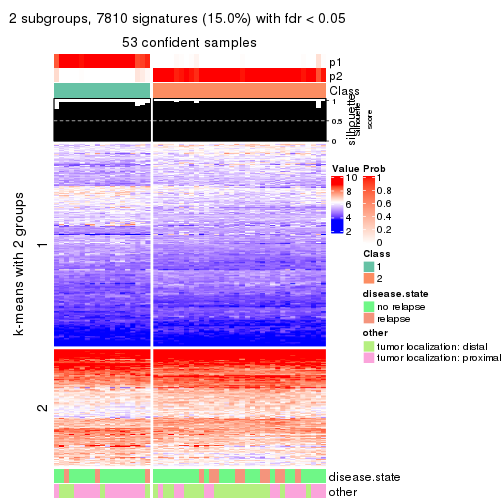 2 subgroups, 7810 signatures (15.0%) with fdr < 0.05
53 confident samples
p1
p2
Class
1
0.5
0
silhouette
score
Value
10
8
6
4
2
Prob
1
0.8
0.6
0.4
0.2
0
Class
1
2
disease.state
no relapse
relapse
other
tumor localization: distal
tumor localization: proximal
k-means with 2 groups
1
2
disease.state
other